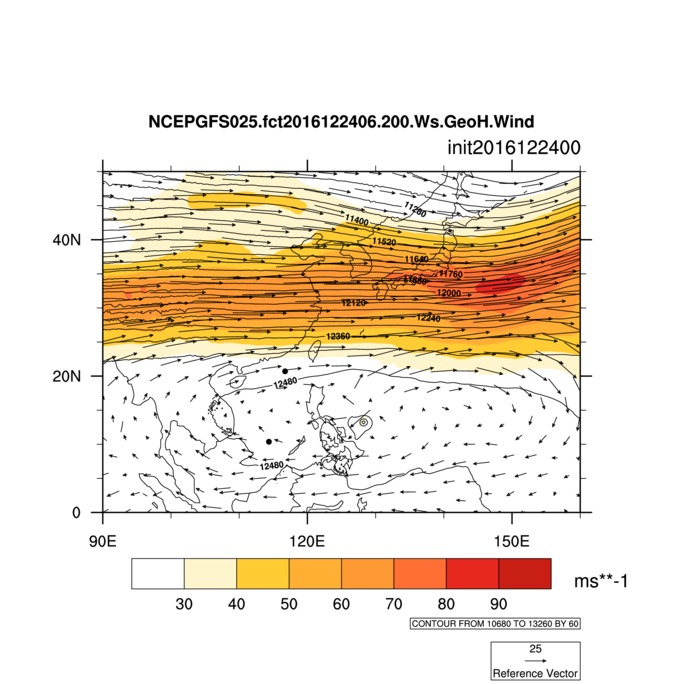 NCEPGFS025.fct2016122406.200.Ws.GeoH.Wind
init2016122400
11280
11400
11520
40N
11640
11760
12000
12120
12240
12360
20N
12480
12480
0
90E 120E 150E
ms**-1
30 40 50 60 70 80 90
CONTOUR FROM 10680 TO 13260 BY 60
25
Reference Vector